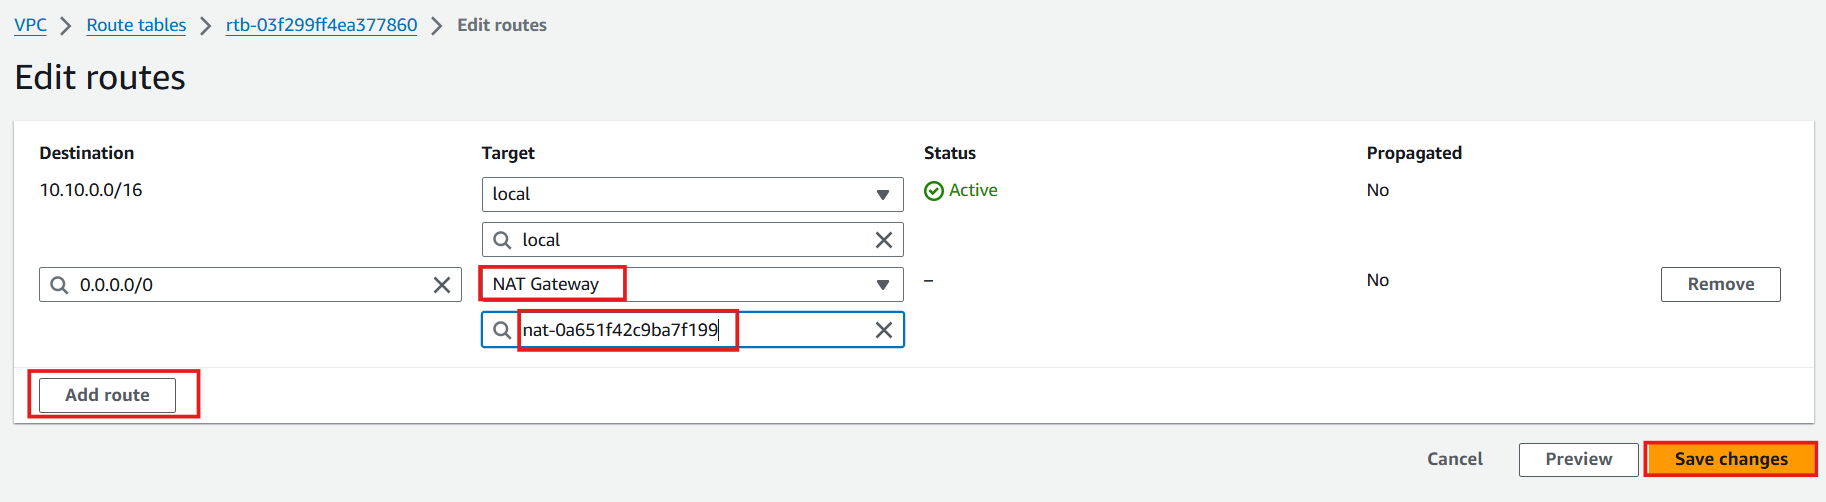 VPC > Route tables > rtb-03f299ff4ea377860 > Edit routes
Edit routes
Destination Target Status Propagated
10.10.0.0/16 local Active No
local
0.0.0.0/0 NAT Gateway – No Remove
nat-0a651f42c9ba7f199
Add route
Cancel Preview Save changes